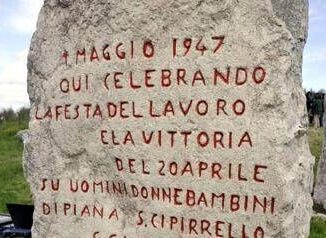 1 MAGGIO 1947
QUI CELEBRANDO
LA FESTA DEL LAVORO
E LA VITTORIA
DEL 20 APRILE
SU UOMINI DONNE BAMBINI
DI PIANA S. CIPIRRELLO